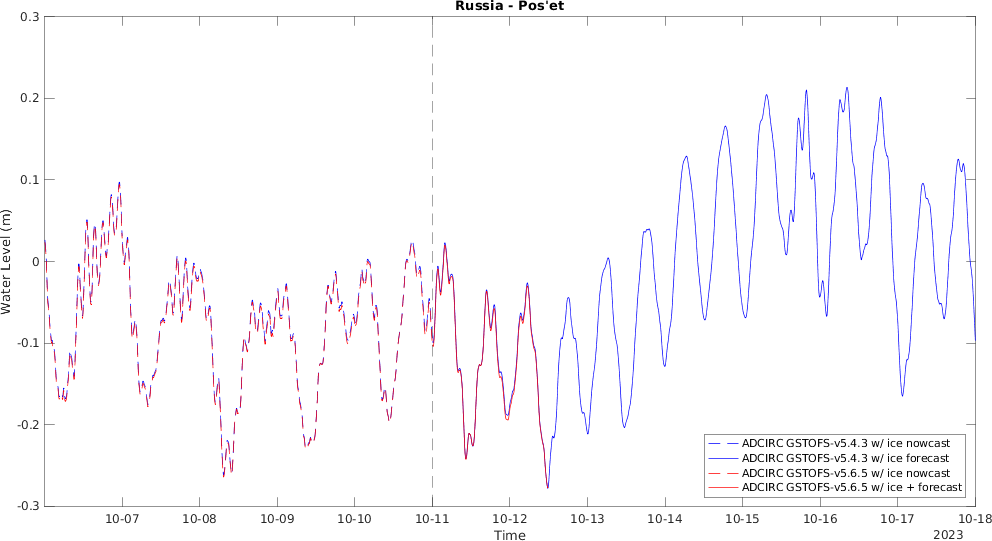 Russia - Pos'et
0.3
0.2
0.1
0
-0.1
-0.2
-0.3
Water Level (m)
10-07 10-08 10-09 10-10 10-11 10-12 10-13 10-14 10-15 10-16 10-17 10-18
Time
2023
ADCIRC GSTOFS-v5.4.3 w/ ice nowcast
ADCIRC GSTOFS-v5.4.3 w/ ice forecast
ADCIRC GSTOFS-v5.6.5 w/ ice nowcast
ADCIRC GSTOFS-v5.6.5 w/ ice + forecast